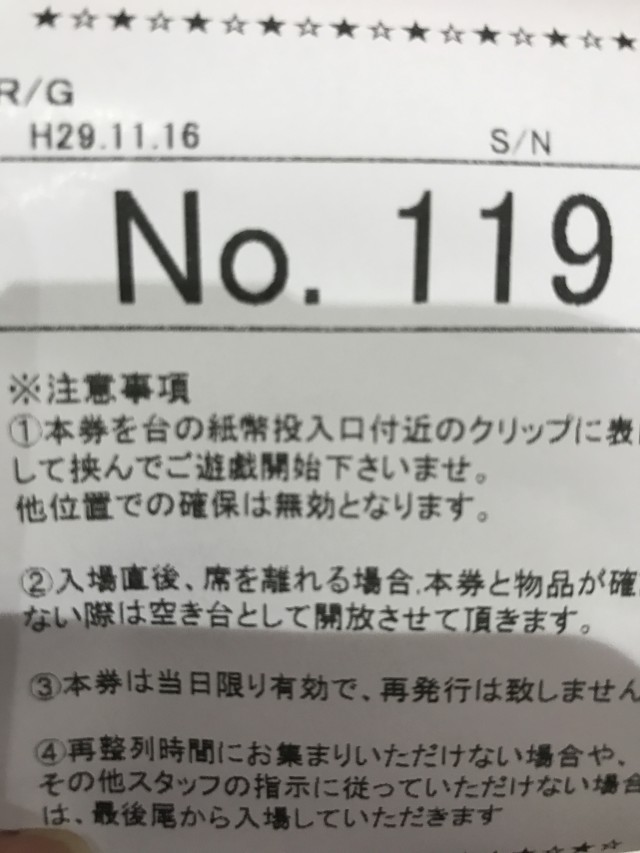 ★☆★☆★☆★☆★☆★☆★☆★☆★
R/G
H29.11.16 S/N
No. 119
※注意事項
①本券を台の紙幣投入口付近のクリップに表
して挟んでご遊戯開始下さいませ。
他位置での確保は無効となります。
②入場直後、席を離れる場合,本券と物品が確
ない際は空き台として開放させて頂きます。
③本券は当日限り有効で、再発行は致しません
④再整列時間にお集まりいただけない場合や、
その他スタッフの指示に従っていただけない場合
は、最後尾から入場していただきます